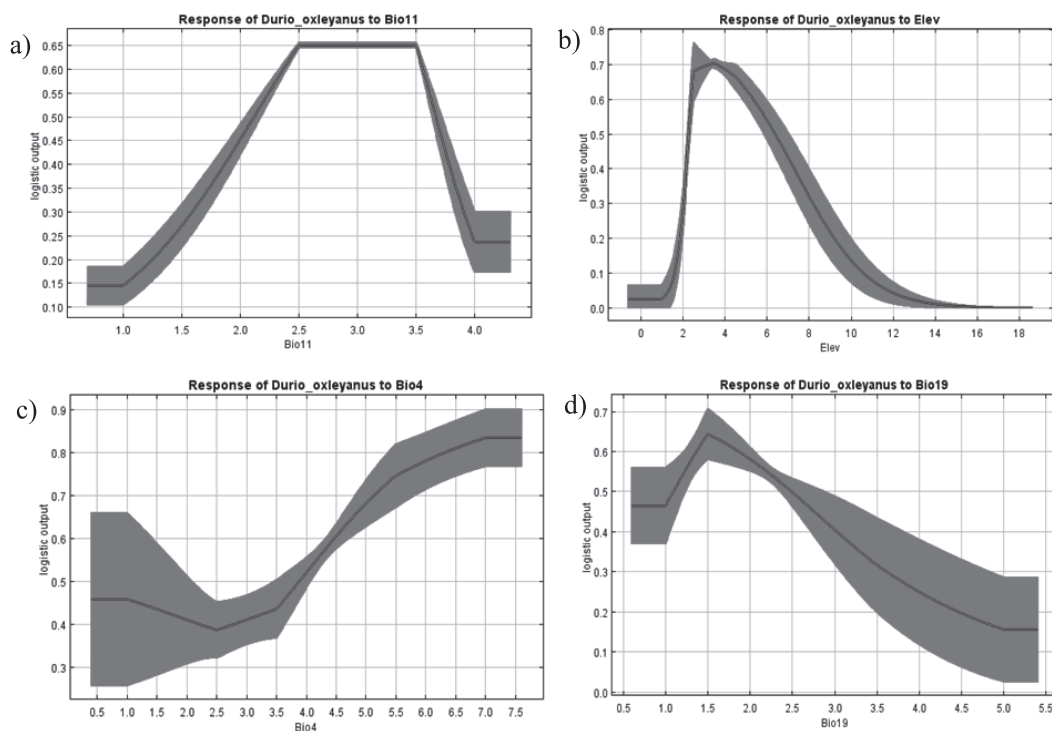 a)
Response of Durio_oxleyanus to Bio11
0.65
0.60
0.55
0.50
0.45
0.40
0.35
0.30
0.25
0.20
0.15
0.10
logistic output
1.0 1.5 2.0 2.5 3.0 3.5 4.0
Bio11
b)
Response of Durio_oxleyanus to Elev
0.8
0.7
0.6
0.5
0.4
0.3
0.2
0.1
0.0
logistic output
0 2 4 6 8 10 12 14 16 18
Elev
c)
Response of Durio_oxleyanus to Bio4
0.9
0.8
0.7
0.6
0.5
0.4
0.3
logistic output
0.5 1.0 1.5 2.0 2.5 3.0 3.5 4.0 4.5 5.0 5.5 6.0 6.5 7.0 7.5
Bio4
d)
Response of Durio_oxleyanus to Bio19
0.7
0.6
0.5
0.4
0.3
0.2
0.1
0.0
logistic output
0.5 1.0 1.5 2.0 2.5 3.0 3.5 4.0 4.5 5.0 5.5
Bio19